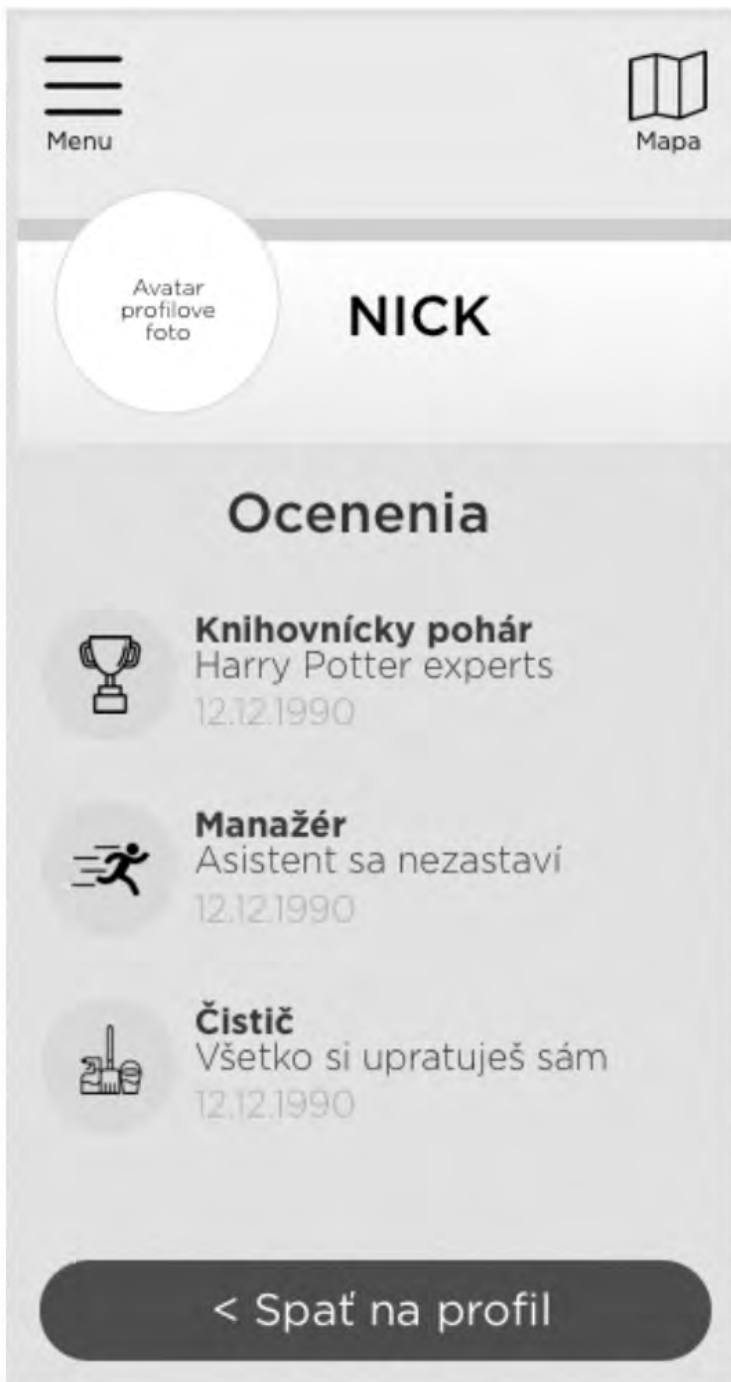 Menu
Mapa
Avatar
profilove
foto
NICK
Ocenenia
Knihovnícky pohár
Harry Potter experts
12.12.1990
Manažér
Asistent sa nezastaví
12.12.1990
Čistič
Všetko si upratuješ sám
12.12.1990
< Spať na profil